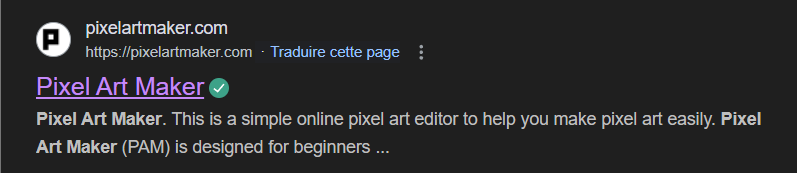 pixelartmaker.com
https://pixelartmaker.com · Traduire cette page
Pixel Art Maker
Pixel Art Maker. This is a simple online pixel art editor to help you make pixel art easily. Pixel
Art Maker (PAM) is designed for beginners ...